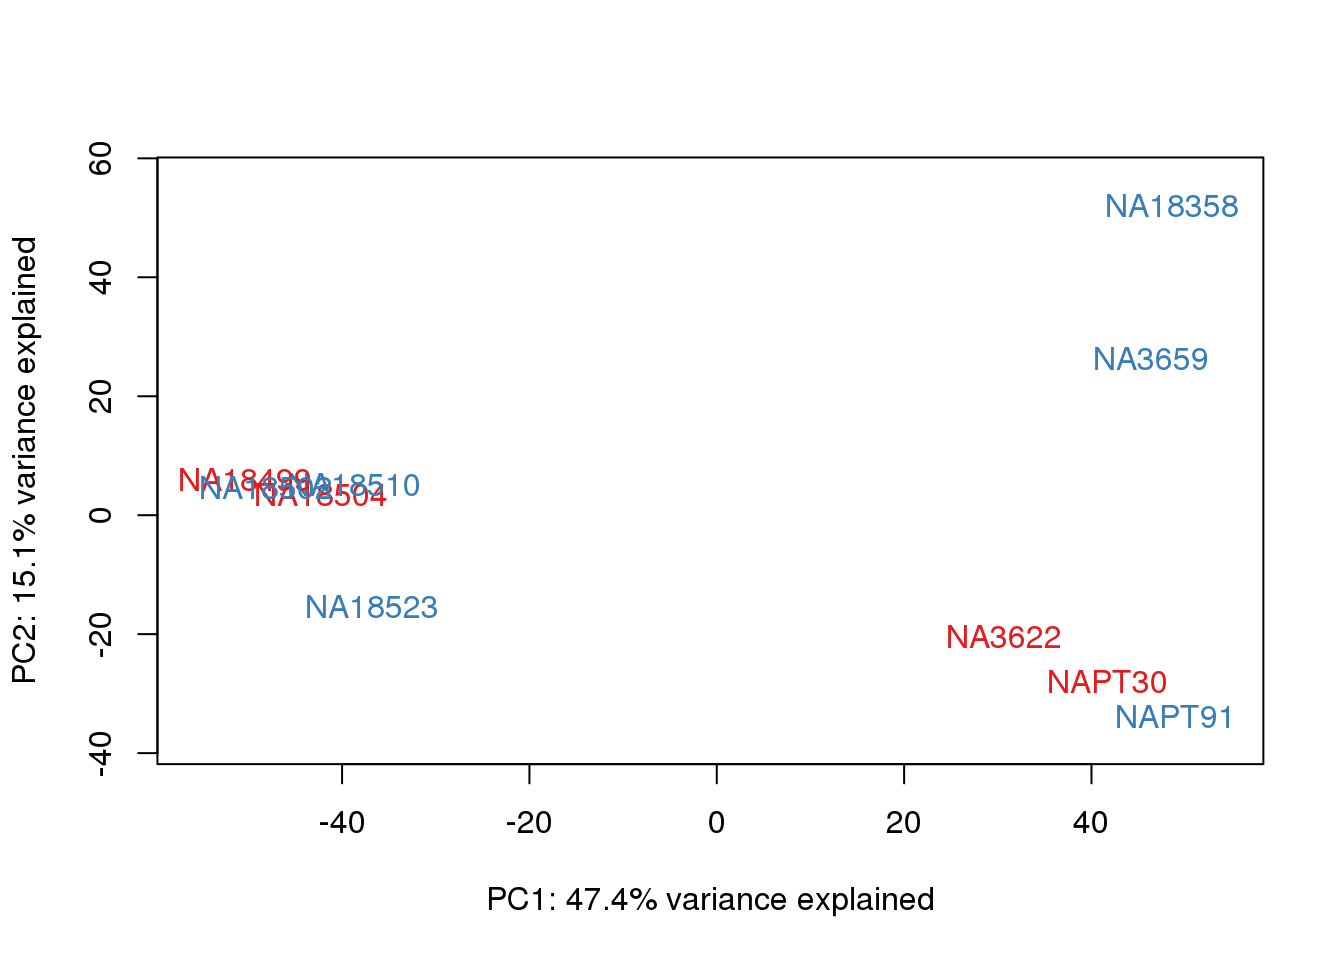 60
40
20
0
-20
-40
PC2: 15.1% variance explained
NA18358
NA3659
NA18499
NA18510
NA18504
NA18523
NA3622
NAPT30
NAPT91
-40
-20
0
20
40
PC1: 47.4% variance explained